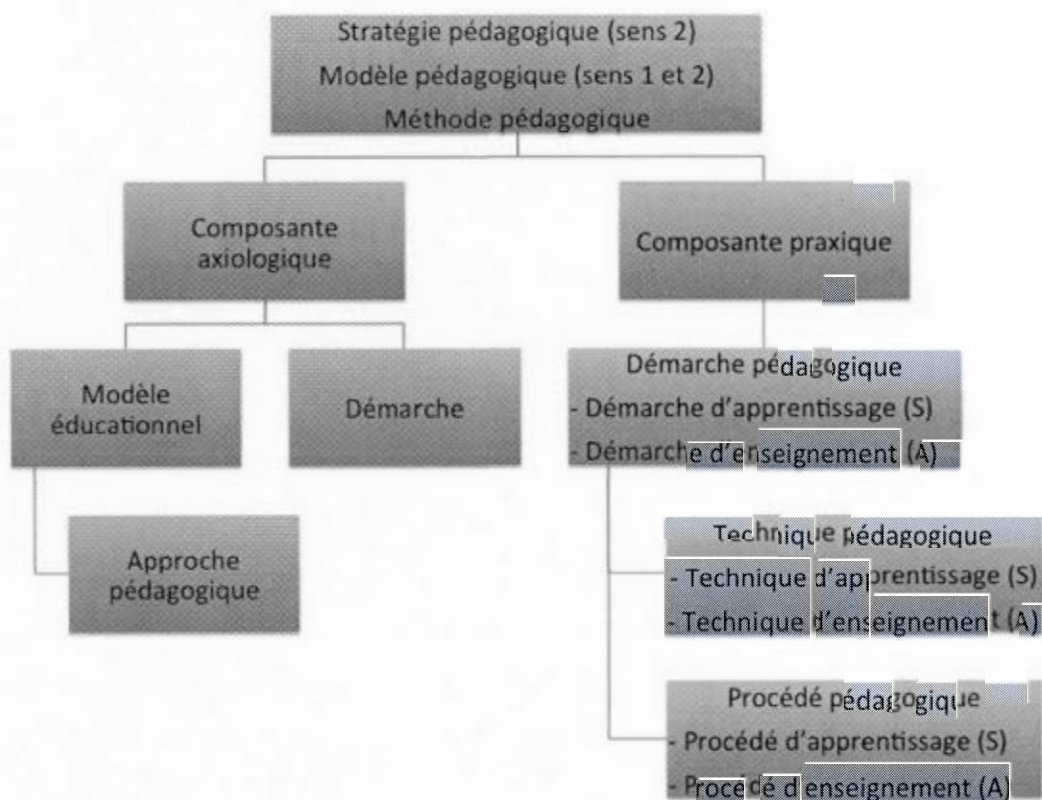 Stratégie pédagogique (sens 2)
Modèle pédagogique (sens 1 et 2)
Méthode pédagogique
Composante
axiologique
Composante praxique
Modèle
éducationnel
Démarche
Démarche pédagogique
- Démarche d'apprentissage (S)
- Démarche d'enseignement (A)
Approche
pédagogique
Technique pédagogique
- Technique d'apprentissage (S)
- Technique d'enseignement (A)
Procédé pédagogique
- Procédé d'apprentissage (S)
- Procédé d'enseignement (A)